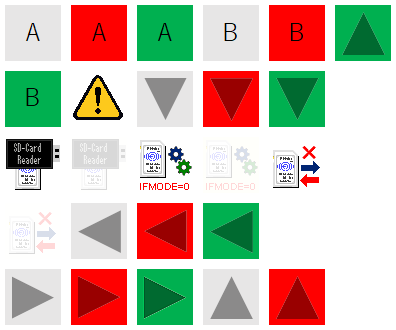 A A A B B
B
SD-Card
Reader
SD-Card
Reader
IFMODE=0
IFMODE=0